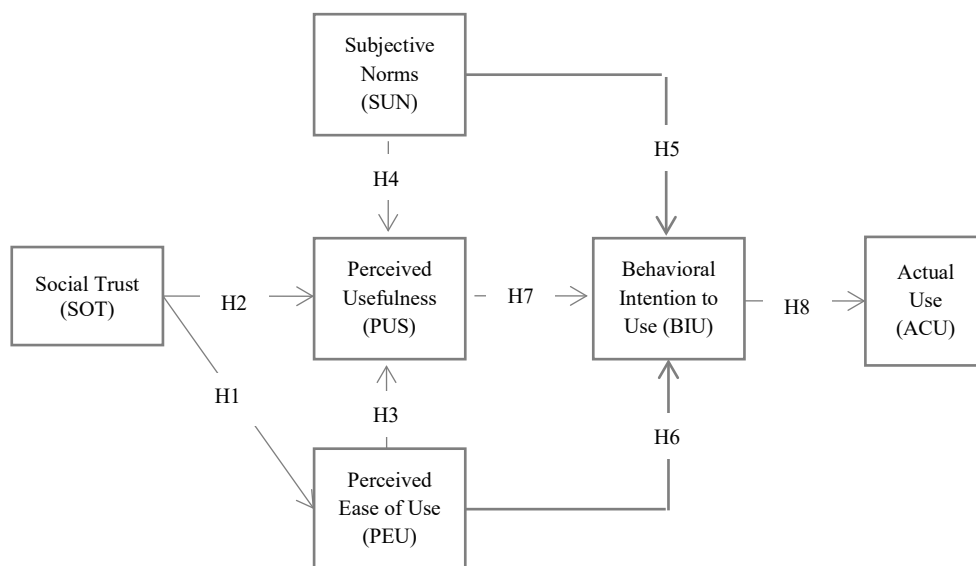 Subjective
Norms
(SUN)
H5
H4
Social Trust
(SOT)
H2
Perceived
Usefulness
(PUS)
H7
Behavioral
Intention to
Use (BIU)
H8
Actual
Use
(ACU)
H1
H3
H6
Perceived
Ease of Use
(PEU)